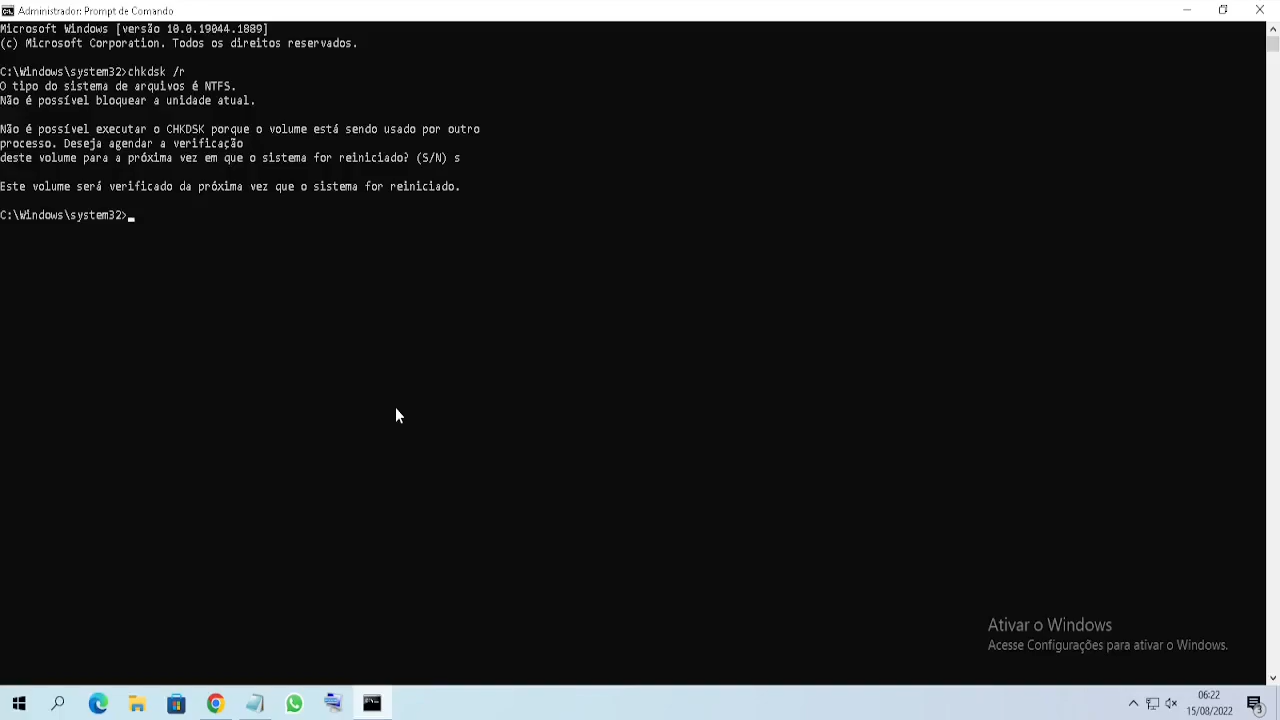 Administrador: Prompt de Comando
Microsoft Windows [versão 10.0.19044.1889]
(c) Microsoft Corporation. Todos os direitos reservados.
C:\Windows\system32>chkdsk /r
O tipo do sistema de arquivos é NTFS.
Não é possível bloquear a unidade atual.
Não é possível executar o CHKDSK porque o volume está sendo usado por outro
processo. Deseja agendar a verificação
deste volume para a próxima vez em que o sistema for reiniciado? (S/N) s
Este volume será verificado da próxima vez que o sistema for reiniciado.
C:\Windows\system32>
Ativar o Windows
Acesse Configurações para ativar o Windows.
06:22
15/08/2022
3